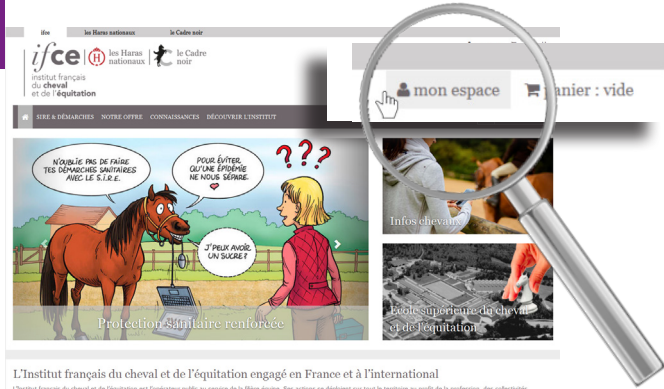 ifce les Haras nationaux le Cadre noir
ifce les Haras nationaux le Cadre noir
institut français
du cheval
et de l'équitation
mon espace panier : vide
SIRE & DÉMARCHES NOTRE OFFRE CONNAISSANCES DÉCOUVRIR L'INSTITUT
N'OUBLIE PAS DE FAIRE
TES DÉMARCHES SANITAIRES
AVEC LE S.I.R.E.
POUR ÉVITER
QU'UNE ÉPIDÉMIE
NE NOUS SÉPARE.
???
J'PEUX AVOIR
UN SUCRE ?
Protection sanitaire renforcée
Infos chevaux
École supérieure du cheval
et de l'équitation
L'Institut français du cheval et de l'équitation engagé en France et à l'international